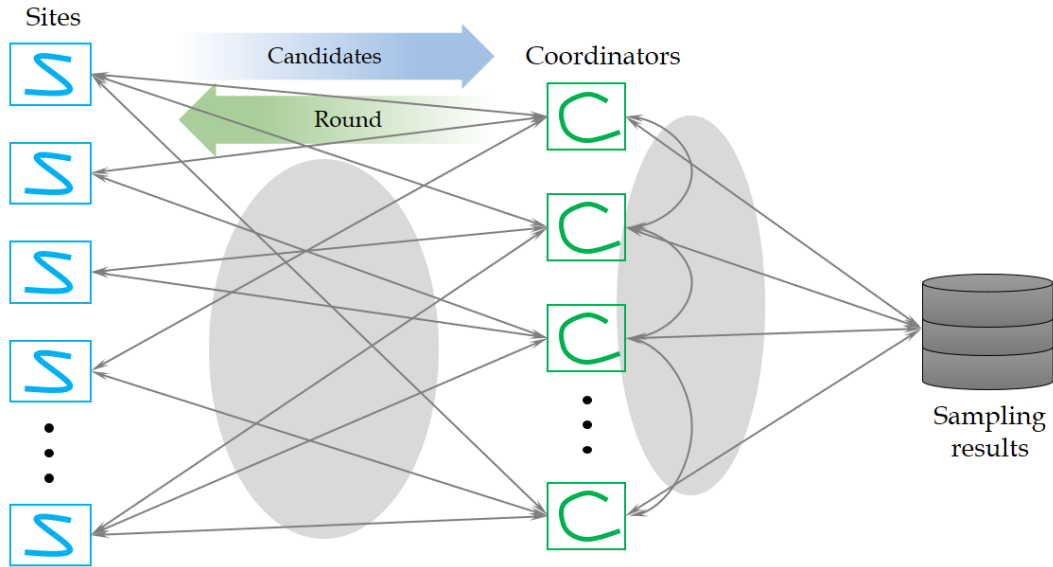 Sites
Candidates
Coordinators
Round
S
S
S
S
S
C
C
C
C
Sampling
results